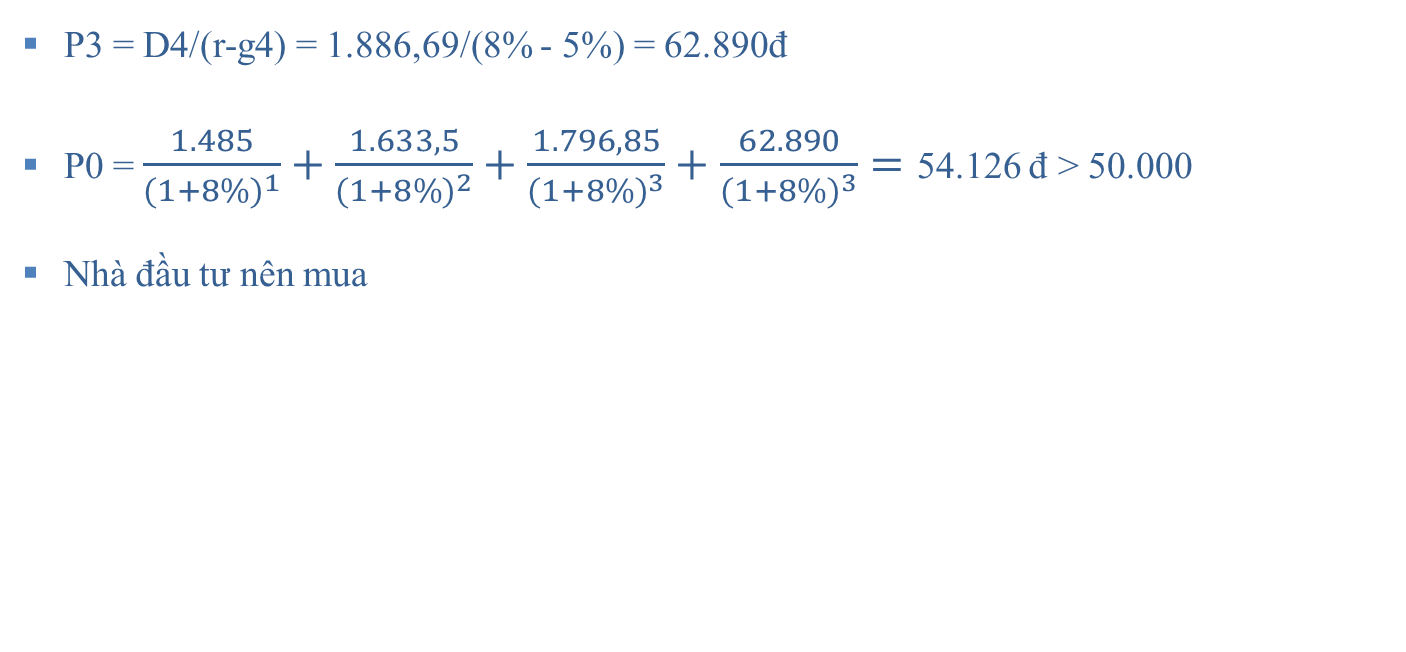 ▪ P3 = D4/(r-g4) = 1.886,69/(8% - 5%) = 62.890đ
▪ P0 = 1.485/(1+8%)^1 + 1.633,5/(1+8%)^2 + 1.796,85/(1+8%)^3 + 62.890/(1+8%)^3 = 54.126 đ > 50.000
▪ Nhà đầu tư nên mua